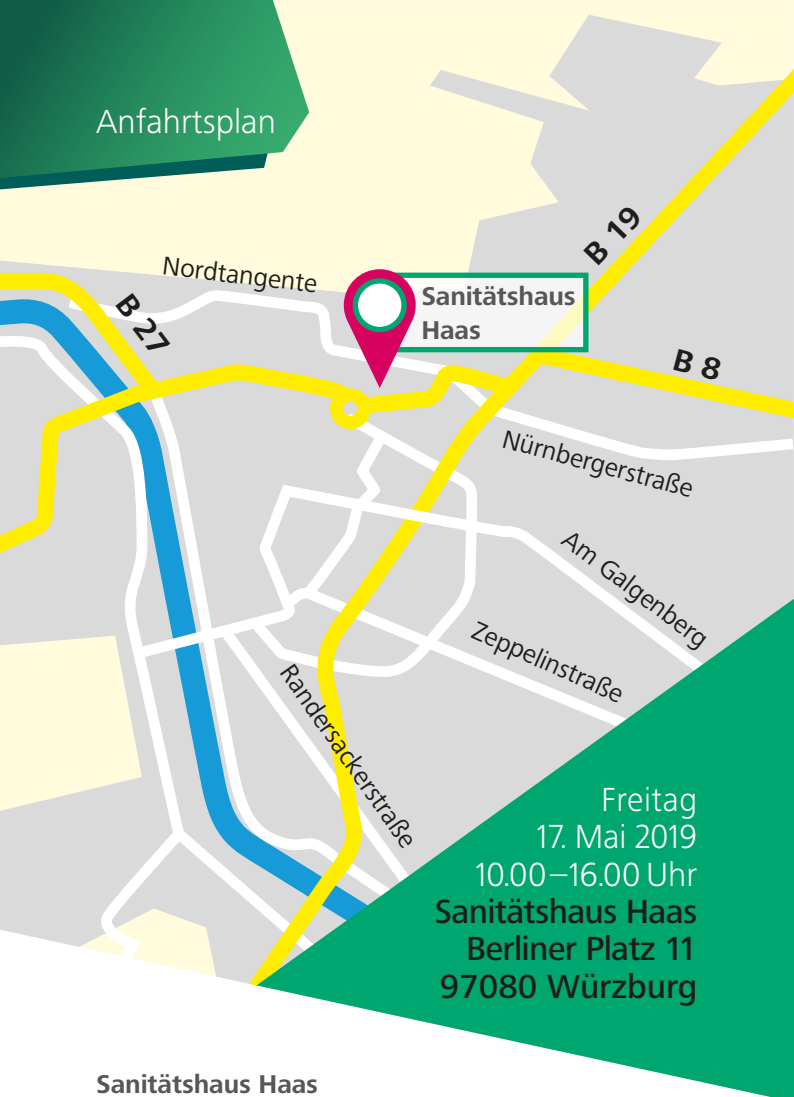 Anfahrtsplan
B 19
Nordtangente
Sanitätshaus
Haas
B 27
B 8
Nürnbergerstraße
Am Galgenberg
Zeppelinstraße
Randersackerstraße
Freitag
17. Mai 2019
10.00–16.00 Uhr
Sanitätshaus Haas
Berliner Platz 11
97080 Würzburg
Sanitätshaus Haas